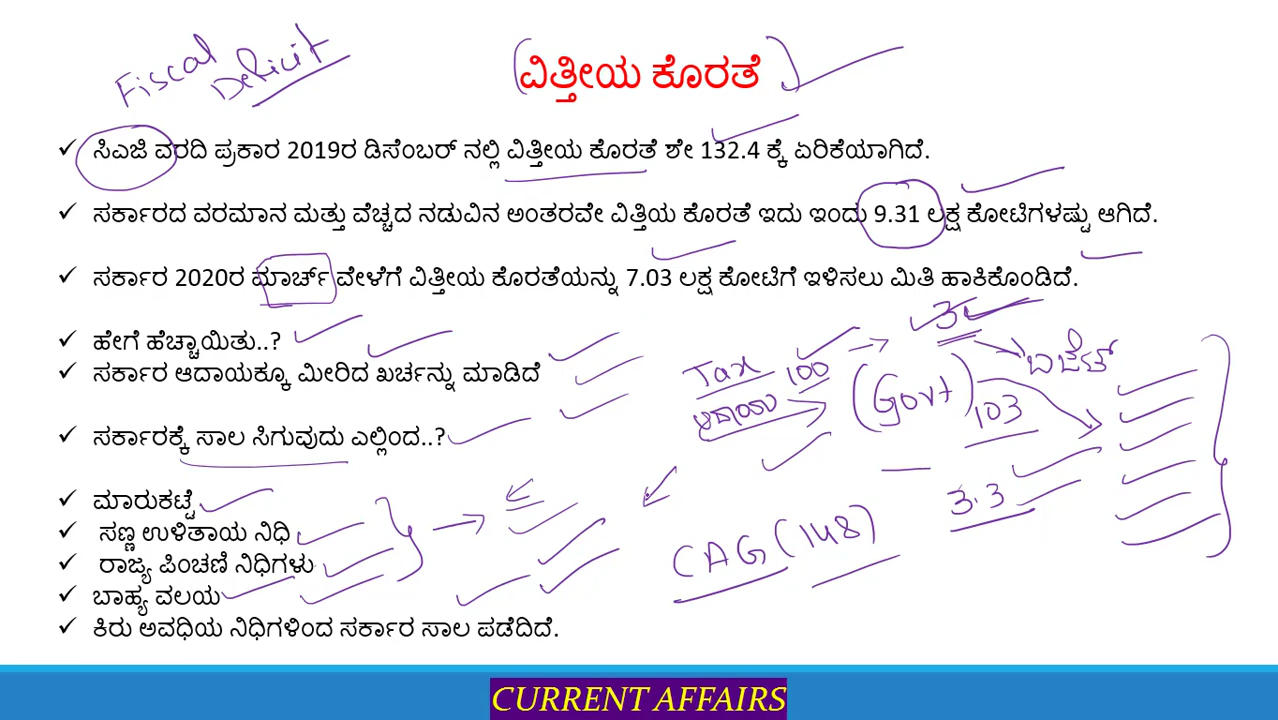 Fiscal
Deficit
(ವಿತ್ತೀಯ ಕೊರತೆ)
ಸಿಎಜಿ ವರದಿ ಪ್ರಕಾರ 2019ರ ಡಿಸೆಂಬರ್ ನಲ್ಲಿ ವಿತ್ತೀಯ ಕೊರತೆ ಶೇ 132.4 ಕ್ಕೆ ಏರಿಕೆಯಾಗಿದೆ.
ಸರ್ಕಾರದ ವರಮಾನ ಮತ್ತು ವೆಚ್ಚದ ನಡುವಿನ ಅಂತರವೇ ವಿತ್ತಿಯ ಕೊರತೆ ಇದು ಇಂದು 9.31 ಲಕ್ಷ ಕೋಟಿಗಳಷ್ಟು ಆಗಿದೆ.
ಸರ್ಕಾರ 2020ರ ಮಾರ್ಚ್ ವೇಳೆಗೆ ವಿತ್ತೀಯ ಕೊರತೆಯನ್ನು 7.03 ಲಕ್ಷ ಕೋಟಿಗೆ ಇಳಿಸಲು ಮಿತಿ ಹಾಕಿಕೊಂಡಿದೆ.
ಹೇಗೆ ಹೆಚ್ಚಾಯಿತು..?
ಸರ್ಕಾರ ಆದಾಯಕ್ಕೂ ಮೀರಿದ ಖರ್ಚನ್ನು ಮಾಡಿದೆ
ಸರ್ಕಾರಕ್ಕೆ ಸಾಲ ಸಿಗುವುದು ಎಲ್ಲಿಂದ..?
ಮಾರುಕಟ್ಟೆ
ಸಣ್ಣ ಉಳಿತಾಯ ನಿಧಿ
ರಾಜ್ಯ ಪಿಂಚಣಿ ನಿಧಿಗಳು
ಬಾಹ್ಯ ವಲಯ
ಕಿರು ಅವಧಿಯ ನಿಧಿಗಳಿಂದ ಸರ್ಕಾರ ಸಾಲ ಪಡೆದಿದೆ.
3
Tax 100
ಬಜೆಟ್
ಆದಾಯ
(Govt)
103
3.3
CAG (148)
CURRENT AFFAIRS